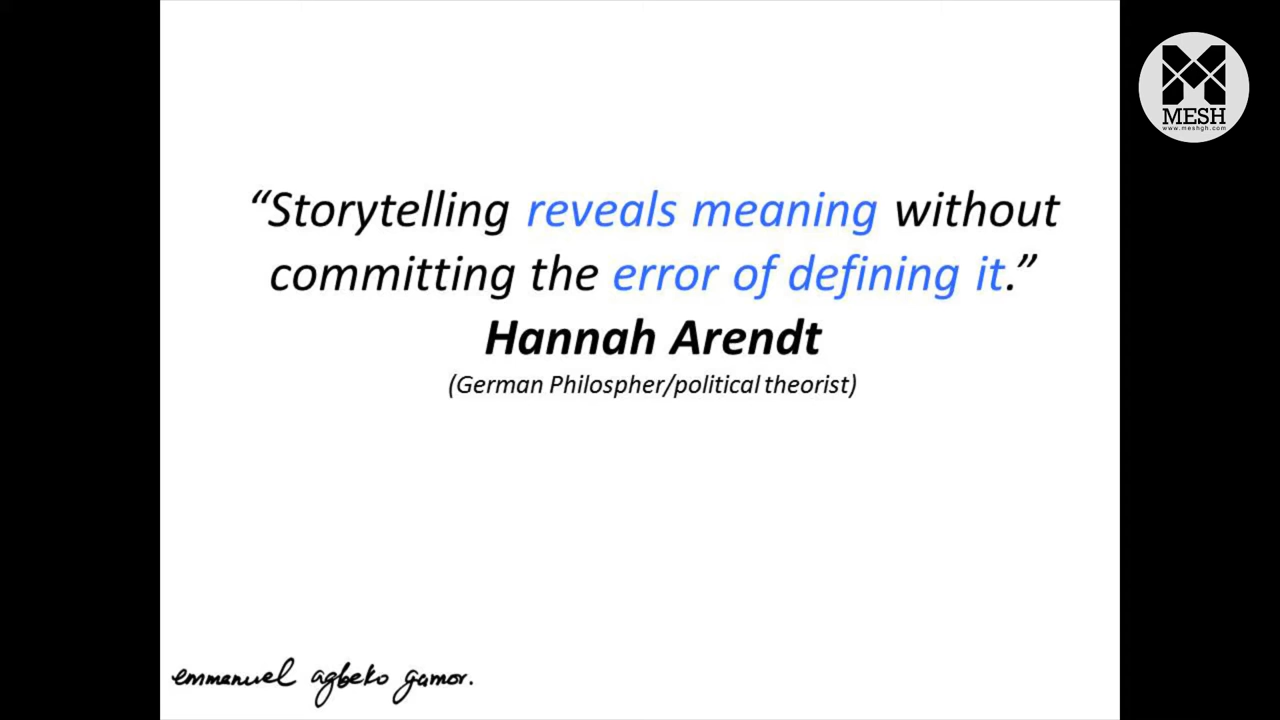 MESH
www.meshgh.com
“Storytelling reveals meaning without
committing the error of defining it.”
Hannah Arendt
(German Philospher/political theorist)
emmanuel agbeko gamor.